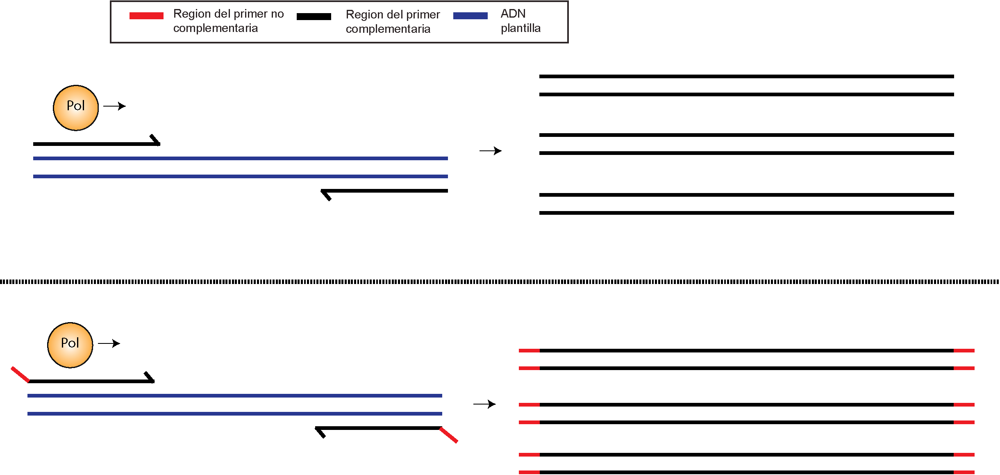 Region del primer no
complementaria
Region del primer
complementaria
ADN
plantilla
Pol
Pol